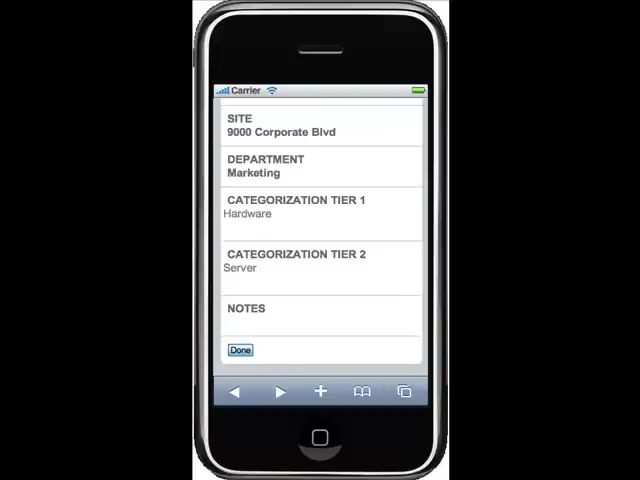 Carrier
SITE
9000 Corporate Blvd
DEPARTMENT
Marketing
CATEGORIZATION TIER 1
Hardware
CATEGORIZATION TIER 2
Server
NOTES
Done